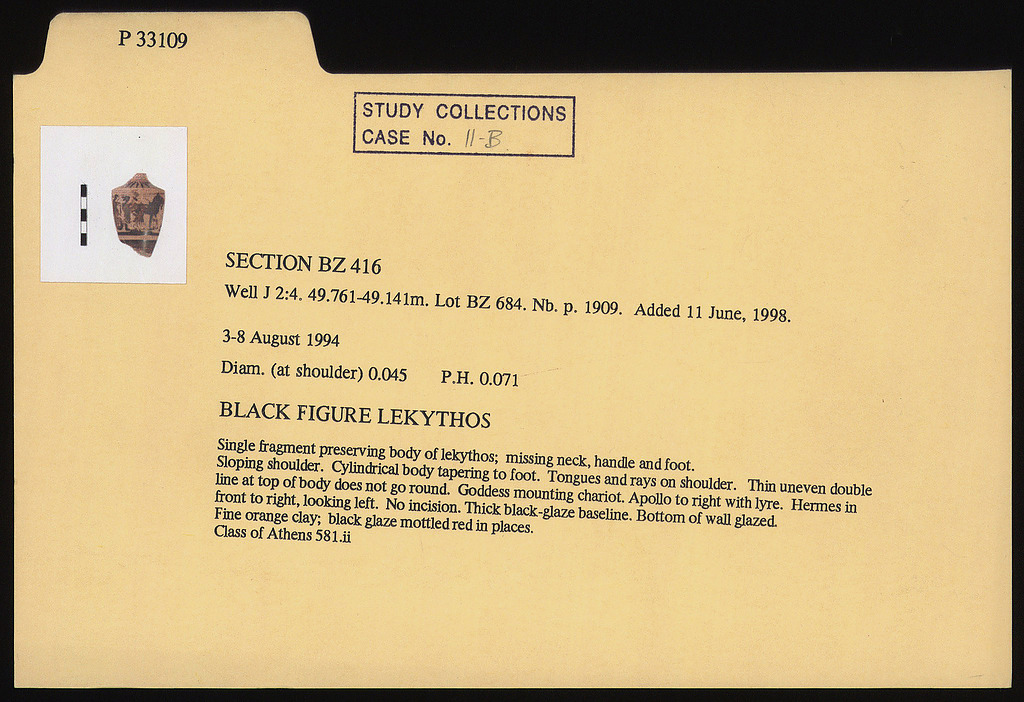 P 33109
STUDY COLLECTIONS
CASE No. 11-B
SECTION BZ 416
Well J 2:4. 49.761-49.141m. Lot BZ 684. Nb. p. 1909. Added 11 June, 1998.
3-8 August 1994
Diam. (at shoulder) 0.045 P.H. 0.071
BLACK FIGURE LEKYTHOS
Single fragment preserving body of lekythos; missing neck, handle and foot.
Sloping shoulder. Cylindrical body tapering to foot. Tongues and rays on shoulder. Thin uneven double
line at top of body does not go round. Goddess mounting chariot. Apollo to right with lyre. Hermes in
front to right, looking left. No incision. Thick black-glaze baseline. Bottom of wall glazed.
Fine orange clay; black glaze mottled red in places.
Class of Athens 581.ii